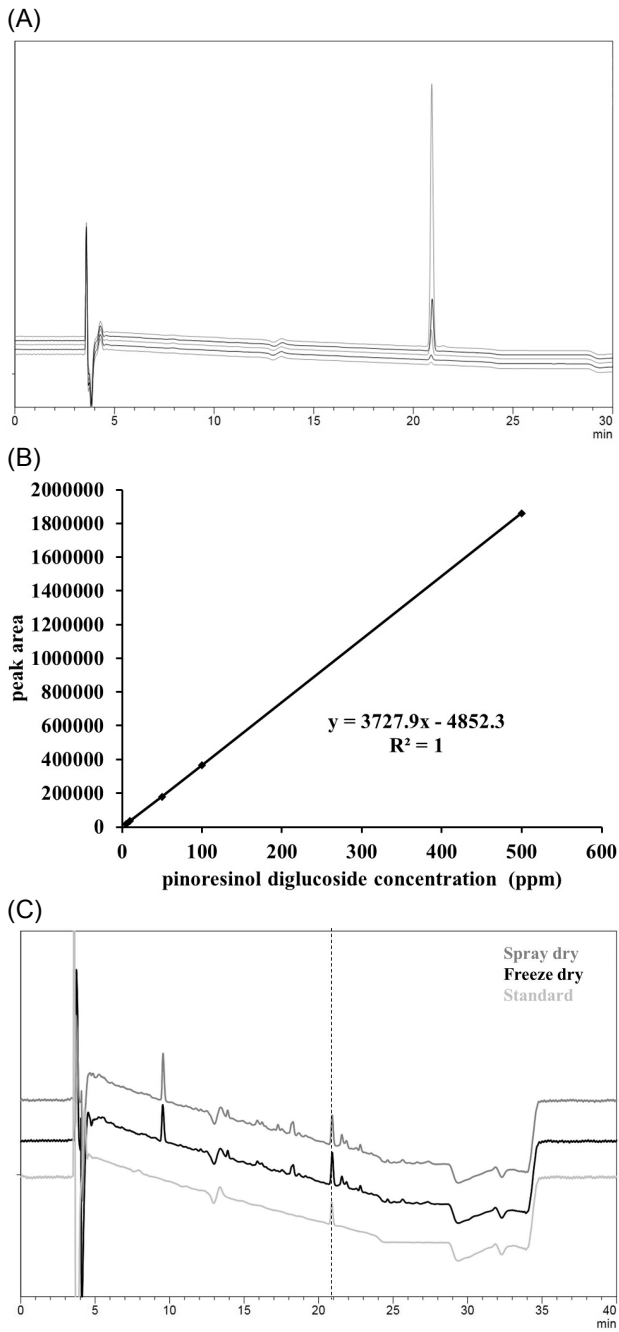 (A)
0 5 10 15 20 25 30
min
(B)
2000000
1800000
1600000
1400000
1200000
1000000
800000
600000
400000
200000
0
peak area
y = 3727.9x - 4852.3
R² = 1
0 100 200 300 400 500 600
pinoresinol diglucoside concentration (ppm)
(C)
Spray dry
Freeze dry
Standard
0 5 10 15 20 25 30 35 40
min